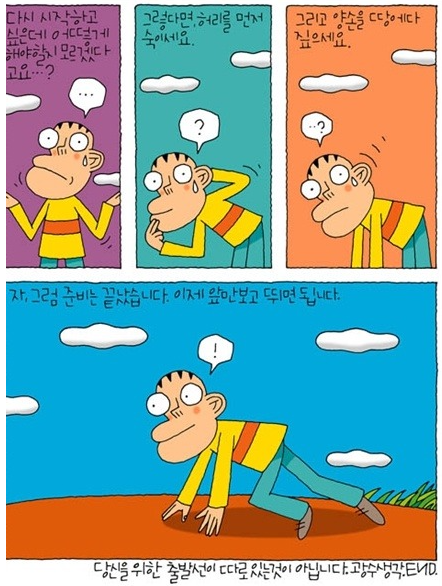 다시 시작하고
싶은데 어떻게
해야할지 모르겠다
고요...?
...
그렇다면, 허리를 먼저
숙이세요.
?
그리고 양손을 땅에다
짚으세요.
...?
자, 그럼 준비는 끝났습니다. 이제 앞만보고 뛰면 됩니다.
!
당신을 위한 출발선이 따로 있는것이 아닙니다. 광수생각.END.